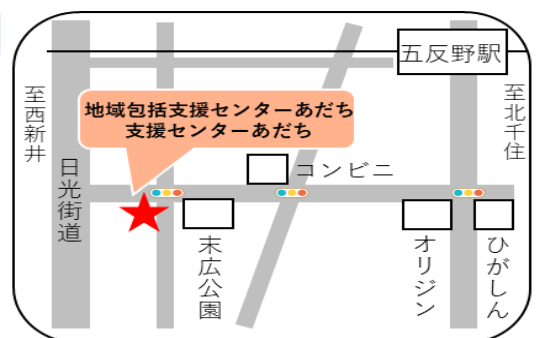 五反野駅
至西新井
至北千住
地域包括支援センターあだち
支援センターあだち
日光街道
コンビニ
末広公園
オリジン
ひがしん